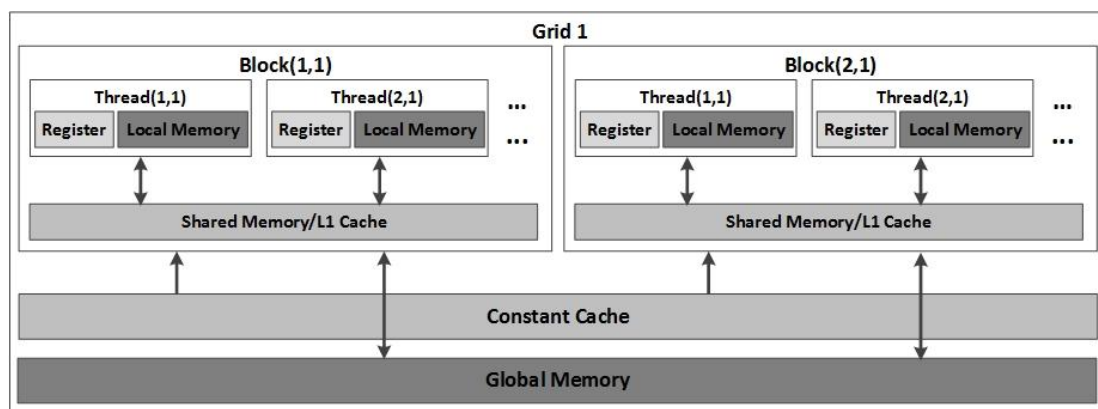 Grid 1
Block(1,1)
Thread(1,1)
Register
Local Memory
Thread(2,1)
Register
Local Memory
...
...
Shared Memory/L1 Cache
Block(2,1)
Thread(1,1)
Register
Local Memory
Thread(2,1)
Register
Local Memory
...
...
Shared Memory/L1 Cache
Constant Cache
Global Memory